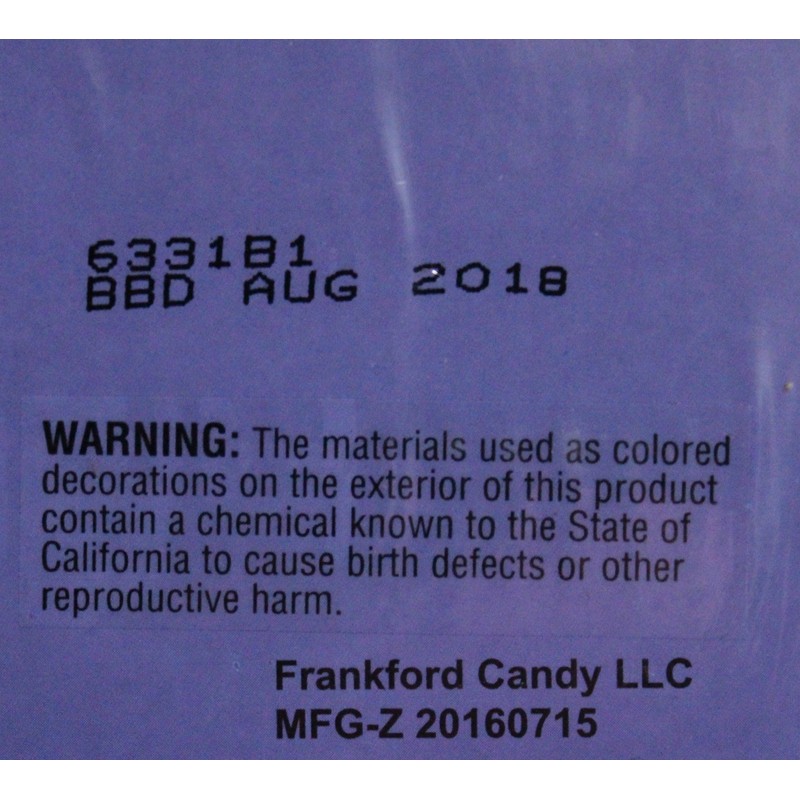 6331B1
BBD AUG 2018
WARNING: The materials used as colored
decorations on the exterior of this product
contain a chemical known to the State of
California to cause birth defects or other
reproductive harm.
Frankford Candy LLC
MFG-Z 20160715